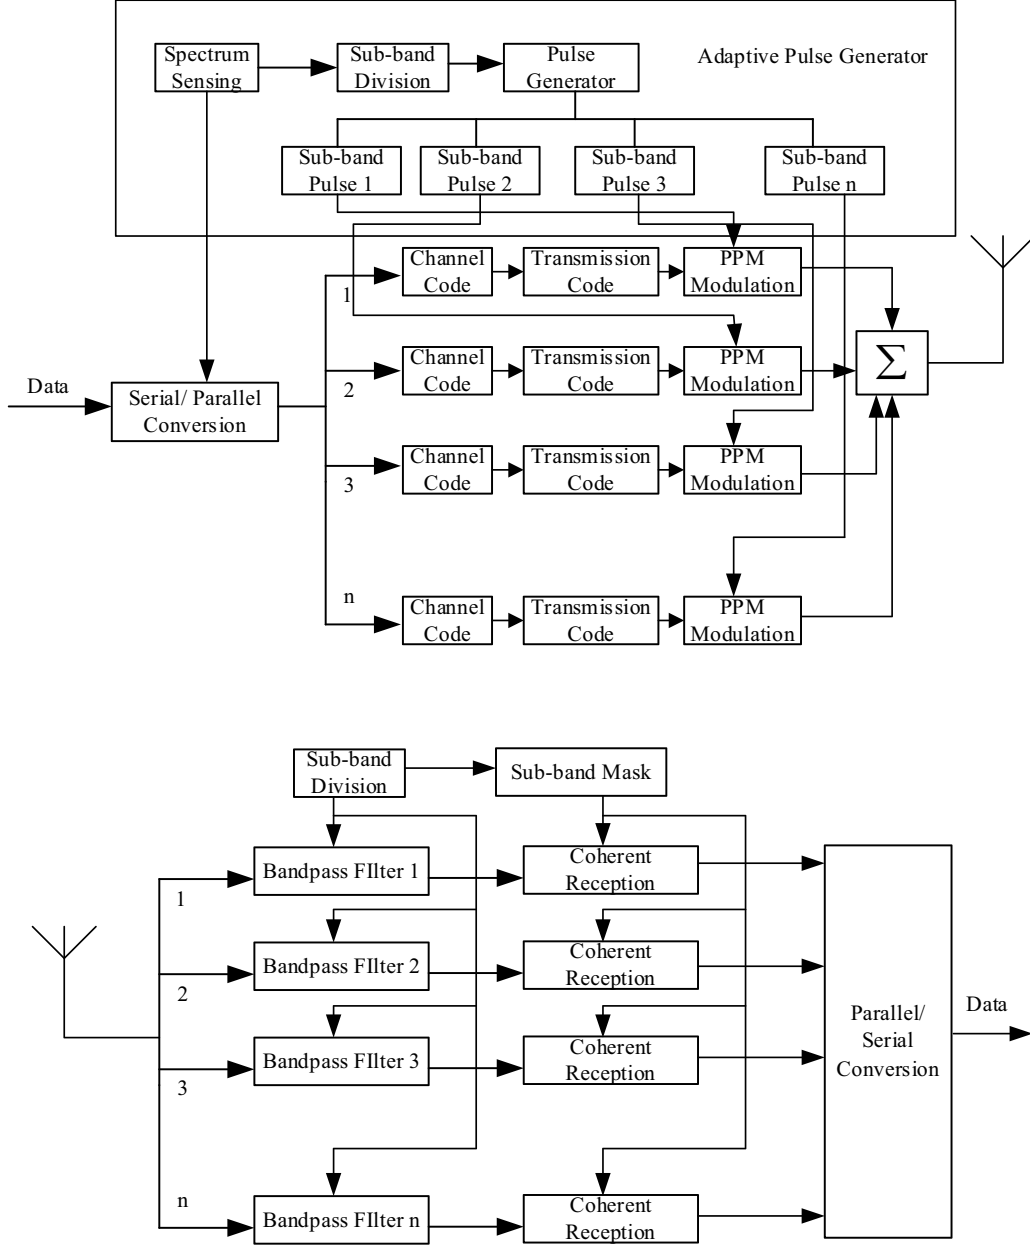 Spectrum
Sensing
Sub-band
Division
Pulse
Generator
Adaptive Pulse Generator
Sub-band
Pulse 1
Sub-band
Pulse 2
Sub-band
Pulse 3
Sub-band
Pulse n
Channel
Code
Transmission
Code
PPM
Modulation
1
Data
Serial/ Parallel
Conversion
2
Channel
Code
Transmission
Code
PPM
Modulation
∑
3
Channel
Code
Transmission
Code
PPM
Modulation
n
Channel
Code
Transmission
Code
PPM
Modulation
Sub-band
Division
Sub-band Mask
1
Bandpass FIlter 1
Coherent
Reception
2
Bandpass FIlter 2
Coherent
Reception
3
Bandpass FIlter 3
Coherent
Reception
Parallel/
Serial
Conversion
Data
n
Bandpass FIlter n
Coherent
Reception